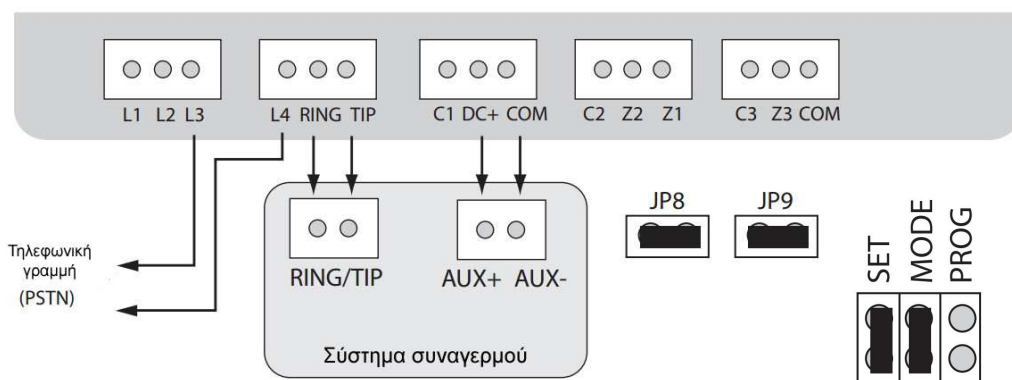 L1 L2 L3 L4 RING TIP C1 DC+ COM C2 Z2 Z1 C3 Z3 COM
JP8 JP9
Τηλεφωνική
γραμμή
(PSTN)
RING/TIP AUX+ AUX-
Σύστημα συναγερμού
SET
MODE
PROG